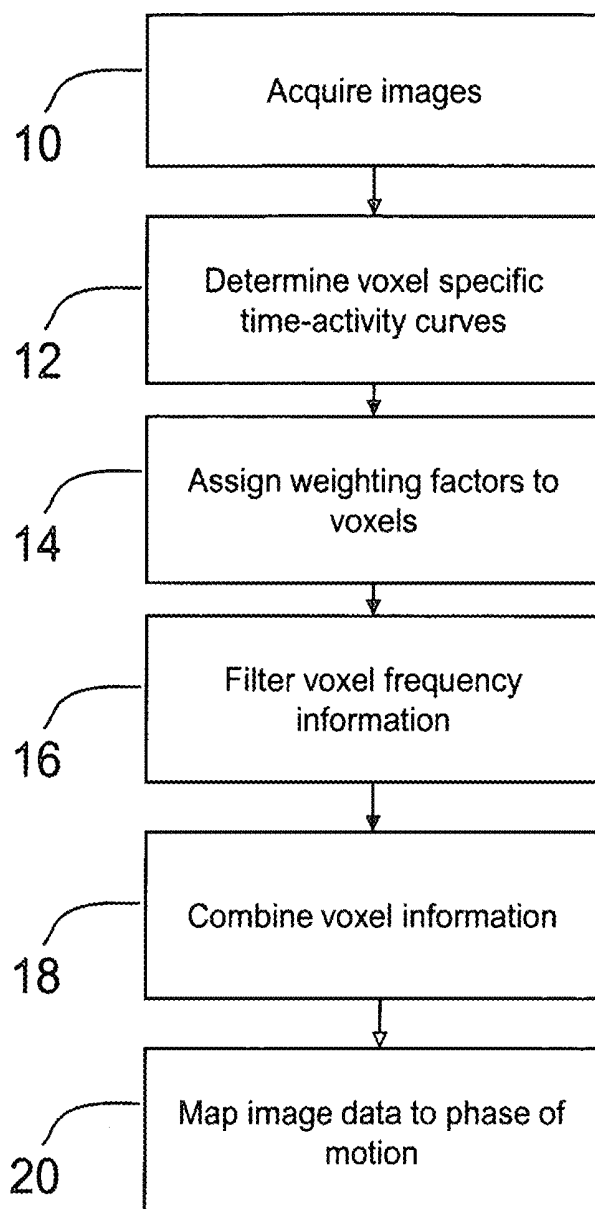 Acquire images
10
Determine voxel specific
time-activity curves
12
Assign weighting factors to
voxels
14
Filter voxel frequency
information
16
Combine voxel information
18
Map image data to phase of
motion
20